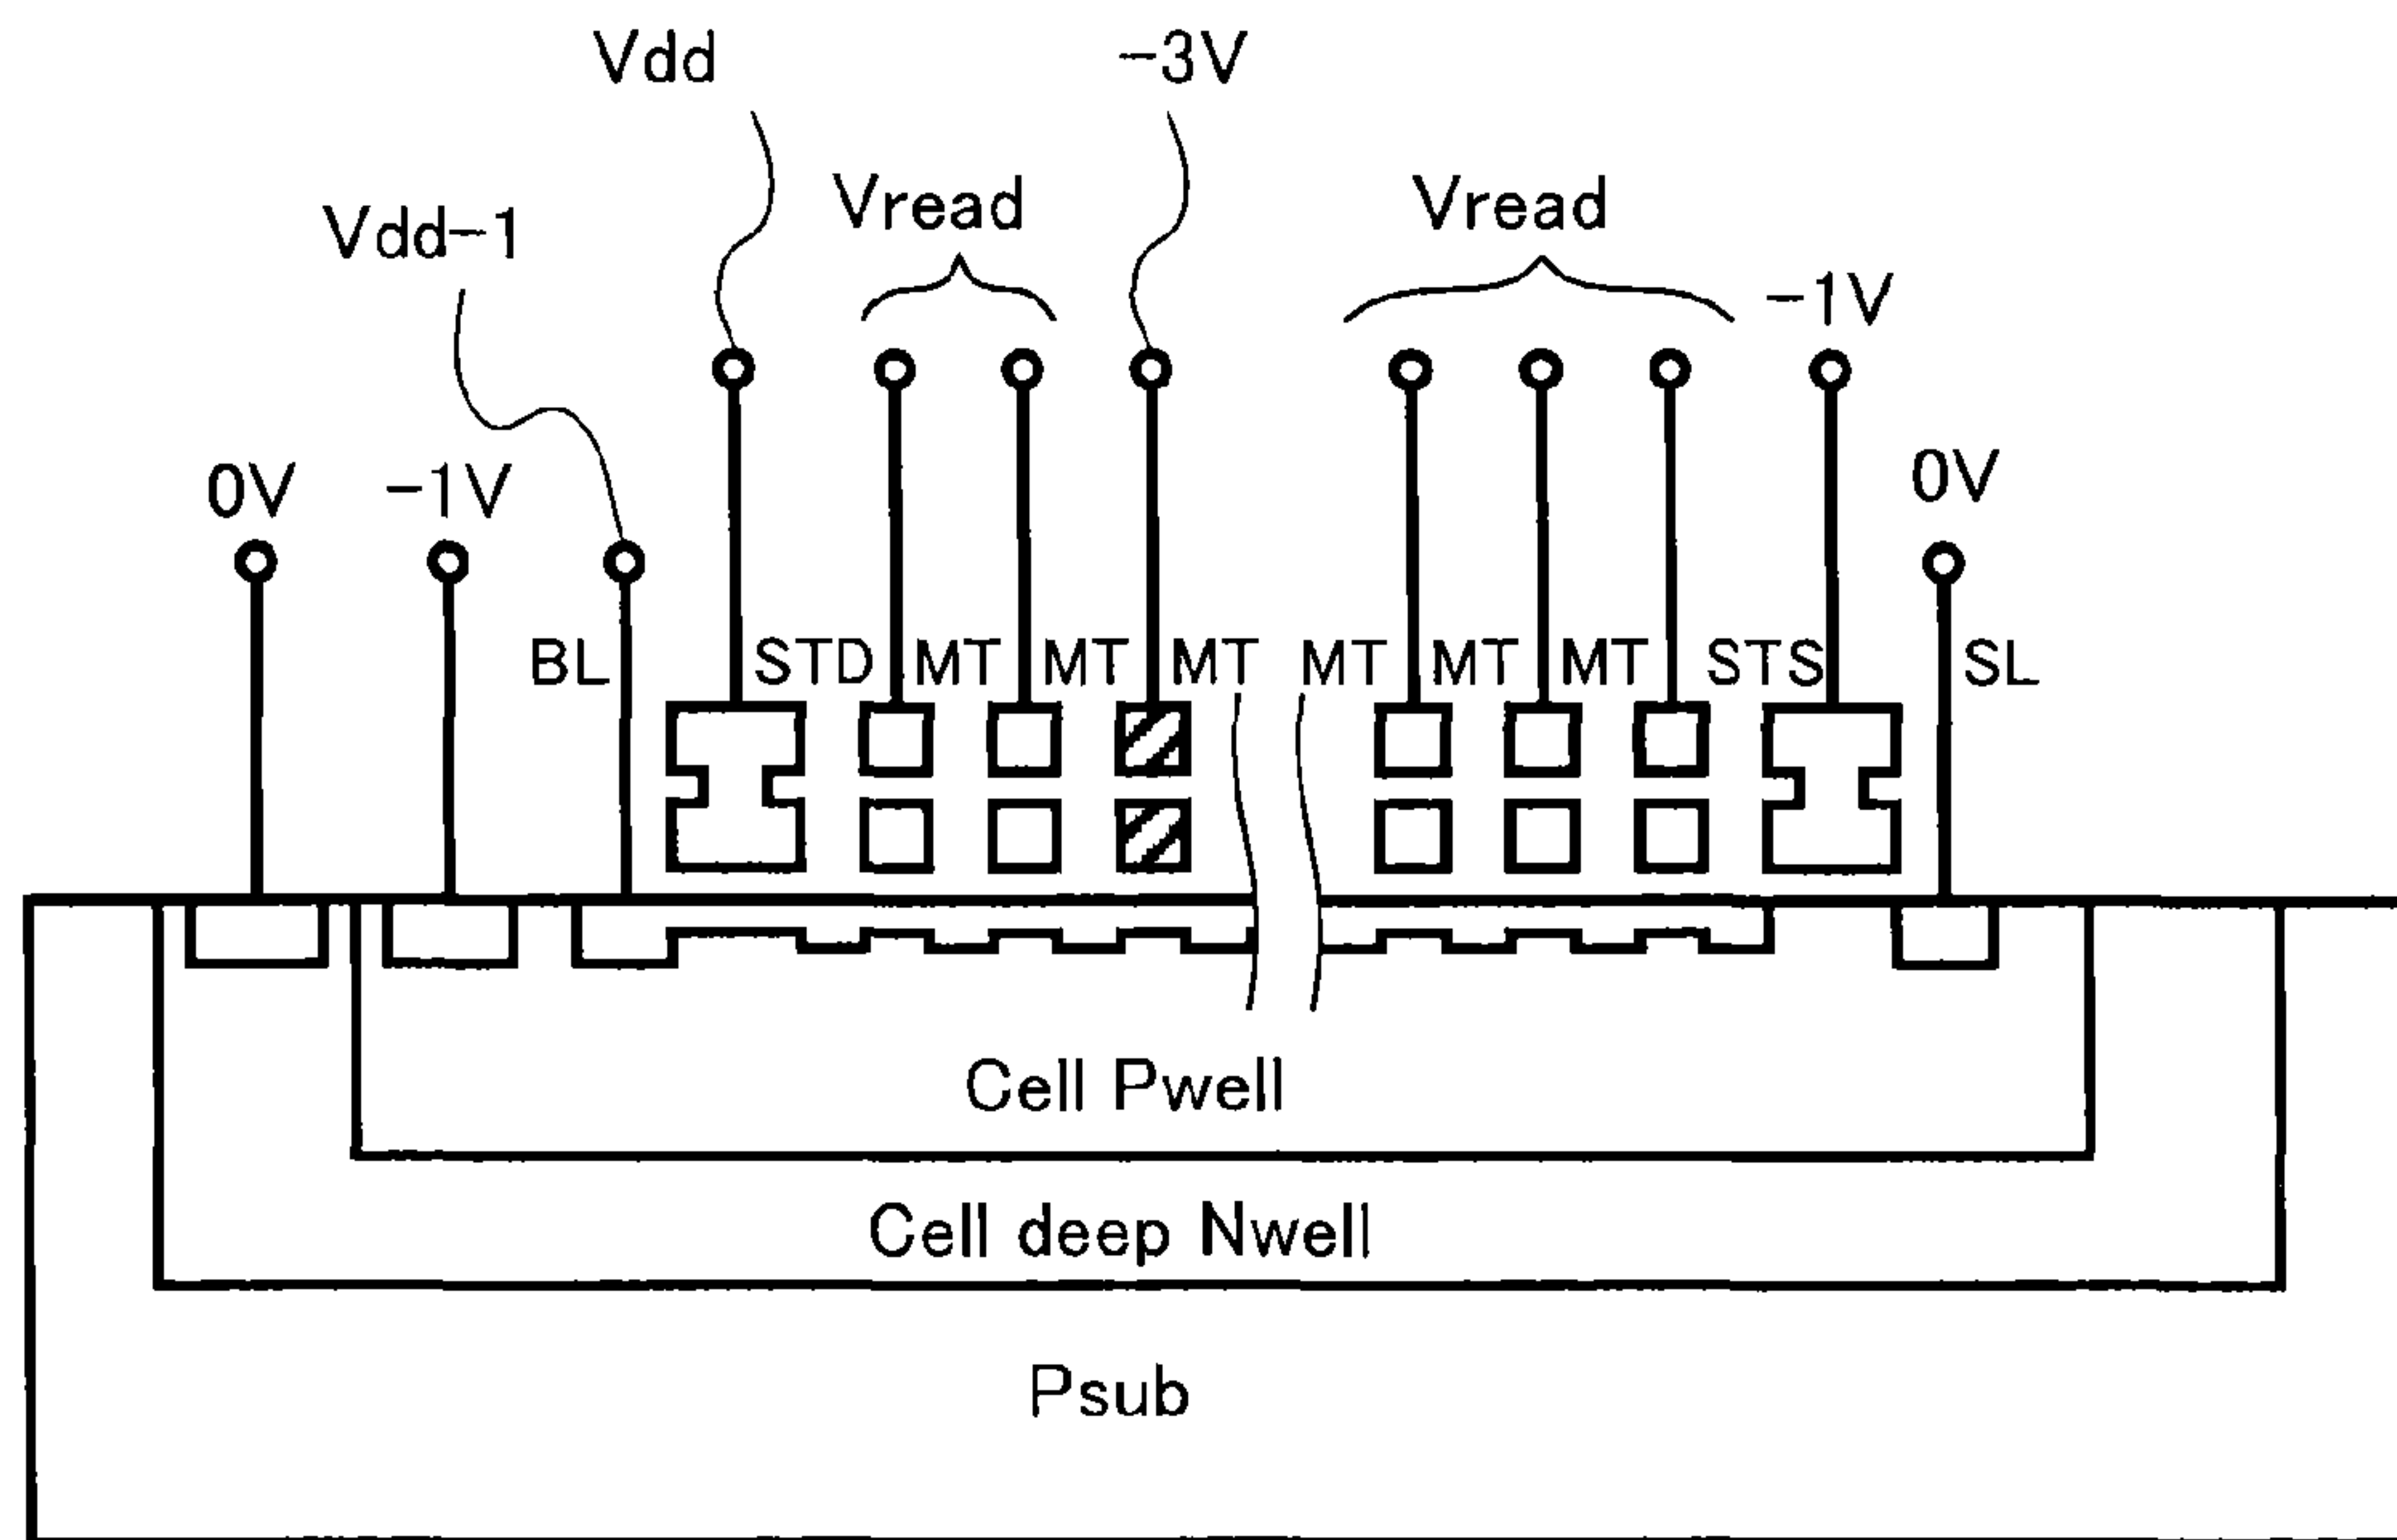 Vdd
-3V
Vread
Vread
Vdd-1
-1V
0V
-1V
0V
BL
STD
MT
MT
MT
MT
MT
MT
STS
SL
Cell Pwell
Cell deep Nwell
Psub